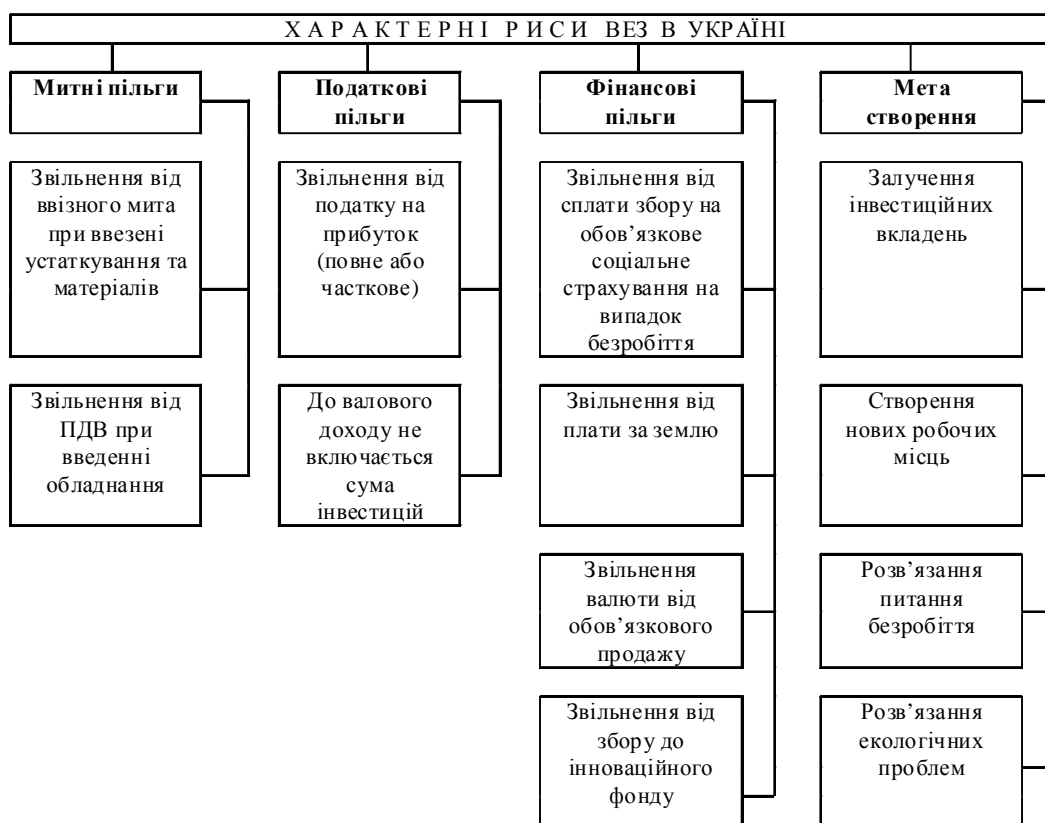 ХАРАКТЕРНІ РИСИ ВЕЗ В УКРАЇНІ
Митні пільги
Звільнення від
ввізного мита
при ввезені
устаткування та
матеріалів
Звільнення від
ПДВ при
введенні
обладнання
Податкові
пільги
Звільнення від
податку на
прибуток
(повне або
часткове)
До валового
доходу не
включається
сума
інвестицій
Фінансові
пільги
Звільнення від
сплати збору на
обов’язкове
соціальне
страхування на
випадок
безробіття
Звільнення від
плати за землю
Звільнення
валюти від
обов’язкового
продажу
Звільнення від
збору до
інноваційного
фонду
Мета
створення
Залучення
інвестиційних
вкладень
Створення
нових робочих
місць
Розв’язання
питання
безробіття
Розв’язання
екологічних
проблем